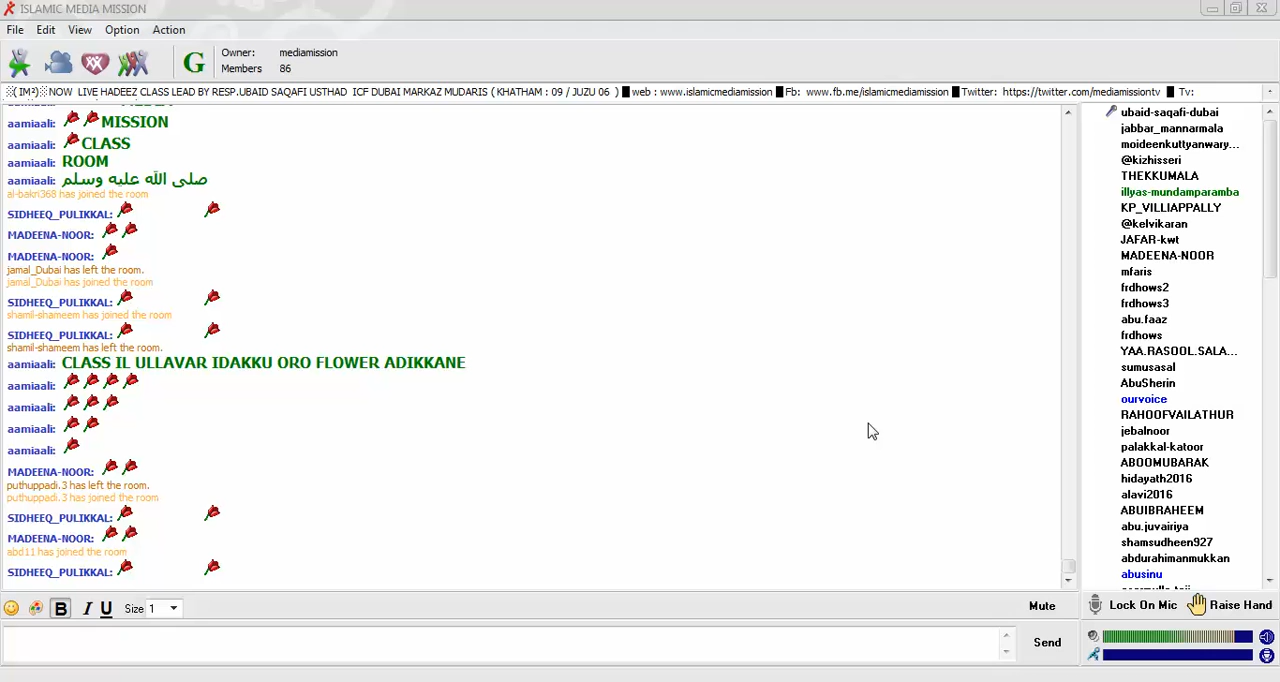 ISLAMIC MEDIA MISSION
File Edit View Option Action
G Owner: mediamission
Members 86
( IM²) NOW LIVE HADEEZ CLASS LEAD BY RESP.UBAID SAQAFI USTHAD ICF DUBAI MARKAZ MUDARIS ( KHATHAM : 09 / JUZU 06 ) web : www.islamicmediamission Fb: www.fb.me/islamicmediamission Twitter: https://twitter.com/mediamissiontv Tv:
aamiaali: MISSION
aamiaali: CLASS
aamiaali: ROOM
aamiaali: صلى الله عليه وسلم
al-bakri368 has joined the room
SIDHEEQ_PULIKKAL:
MADEENA-NOOR:
MADEENA-NOOR:
jamal_Dubai has left the room.
jamal_Dubai has joined the room
SIDHEEQ_PULIKKAL:
shamil-shameem has joined the room
SIDHEEQ_PULIKKAL:
shamil-shameem has left the room.
aamiaali: CLASS IL ULLAVAR IDAKKU ORO FLOWER ADIKKANE
aamiaali:
aamiaali:
aamiaali:
aamiaali:
MADEENA-NOOR:
puthuppadi.3 has left the room.
puthuppadi.3 has joined the room
SIDHEEQ_PULIKKAL:
MADEENA-NOOR:
abd11 has joined the room
SIDHEEQ_PULIKKAL:
ubaid-saqafi-dubai
jabbar_mannarmala
moideenkuttyanwary...
@kizhisseri
THEKKUMALA
illyas-mundamparamba
KP_VILLIAPPALLY
@kelvikaran
JAFAR-kwt
MADEENA-NOOR
mfaris
frdhows2
frdhows3
abu.faaz
frdhows
YAA.RASOOL.SALA...
sumusasal
AbuSherin
ourvoice
RAHOOFVAILATHUR
jebalnoor
palakkal-katoor
ABOOMUBARAK
hidayath2016
alavi2016
ABUIBRAHEEM
abu.juvairiya
shamsudheen927
abdurahimanmukkan
abusinu
B I U Size 1 Mute Lock On Mic Raise Hand
Send